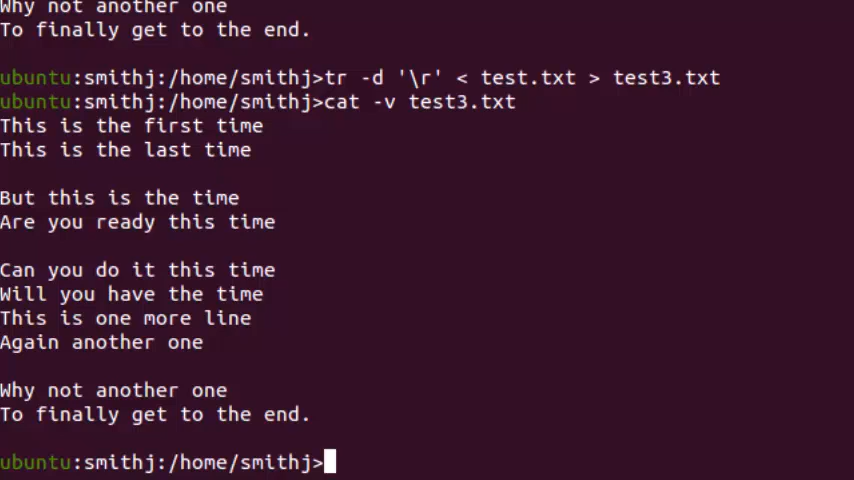 Why not another one
To finally get to the end.
ubuntu:smithj:/home/smithj>tr -d '\r' < test.txt > test3.txt
ubuntu:smithj:/home/smithj>cat -v test3.txt
This is the first time
This is the last time
But this is the time
Are you ready this time
Can you do it this time
Will you have the time
This is one more line
Again another one
Why not another one
To finally get to the end.
ubuntu:smithj:/home/smithj>